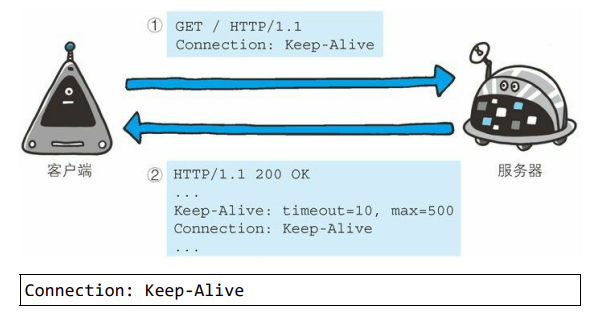 ① GET / HTTP/1.1
Connection: Keep-Alive
客户端
服务器
② HTTP/1.1 200 OK
...
Keep-Alive: timeout=10, max=500
Connection: Keep-Alive
...
Connection: Keep-Alive